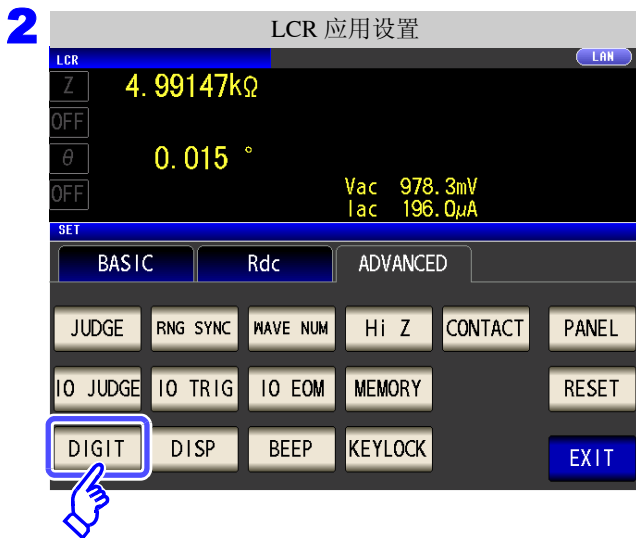 2
LCR 应用设置
LCR
LAN
Z 4.99147kΩ
OFF
θ 0.015 °
OFF
Vac 978.3mV
Iac 196.0μA
SET
BASIC Rdc ADVANCED
JUDGE RNG SYNC WAVE NUM Hi Z CONTACT PANEL
IO JUDGE IO TRIG IO EOM MEMORY RESET
DIGIT DISP BEEP KEYLOCK EXIT